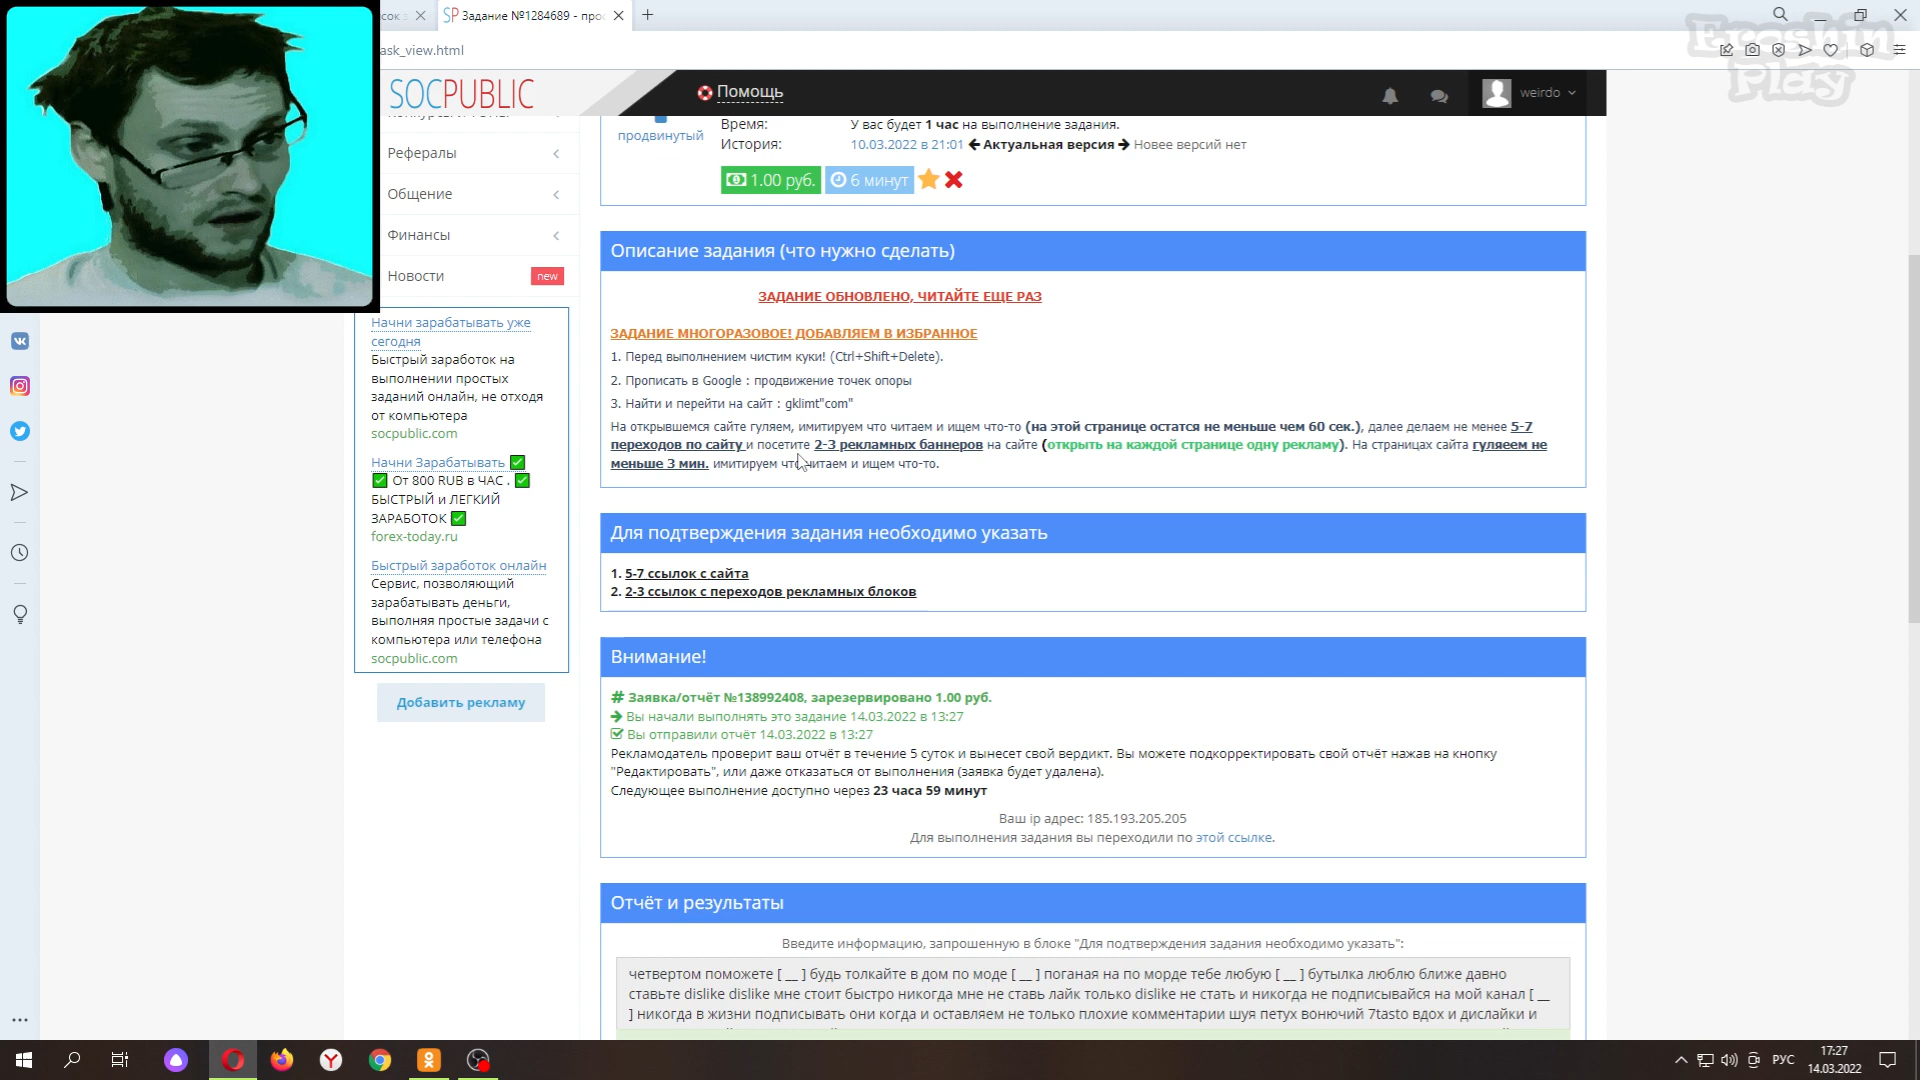 сок з
SP Задание №1284689 - прос
ask_view.html
Eroshin
Play
SOCPUBLIC
Помощь
weirdo
Рефералы
Общение
Финансы
Новости
new
Начни зарабатывать уже
сегодня
Быстрый заработок на
выполнении простых
заданий онлайн, не отходя
от компьютера
socpublic.com
Начни Зарабатывать ✅
✅ От 800 RUB в ЧАС . ✅
БЫСТРЫЙ и ЛЕГКИЙ
ЗАРАБОТОК ✅
forex-today.ru
Быстрый заработок онлайн
Сервис, позволяющий
зарабатывать деньги,
выполняя простые задачи с
компьютера или телефона
socpublic.com
Добавить рекламу
продвинутый
Время: У вас будет 1 час на выполнение задания.
История: 10.03.2022 в 21:01 ← Актуальная версия → Новее версий нет
1.00 руб. 6 минут
Описание задания (что нужно сделать)
ЗАДАНИЕ ОБНОВЛЕНО, ЧИТАЙТЕ ЕЩЕ РАЗ
ЗАДАНИЕ МНОГОРАЗОВОЕ! ДОБАВЛЯЕМ В ИЗБРАННОЕ
1. Перед выполнением чистим куки! (Ctrl+Shift+Delete).
2. Прописать в Google : продвижение точек опоры
3. Найти и перейти на сайт : gklimt"com"
На открывшемся сайте гуляем, имитируем что читаем и ищем что-то (на этой странице остатся не меньше чем 60 сек.), далее делаем не менее 5-7
переходов по сайту и посетите 2-3 рекламных баннеров на сайте (открыть на каждой странице одну рекламу). На страницах сайта гуляеем не
меньше 3 мин. имитируем что читаем и ищем что-то.
Для подтверждения задания необходимо указать
1. 5-7 ссылок с сайта
2. 2-3 ссылок с переходов рекламных блоков
Внимание!
# Заявка/отчёт №138992408, зарезервировано 1.00 руб.
Вы начали выполнять это задание 14.03.2022 в 13:27
Вы отправили отчёт 14.03.2022 в 13:27
Рекламодатель проверит ваш отчёт в течение 5 суток и вынесет свой вердикт. Вы можете подкорректировать свой отчёт нажав на кнопку
"Редактировать", или даже отказаться от выполнения (заявка будет удалена).
Следующее выполнение доступно через 23 часа 59 минут
Ваш ip адрес: 185.193.205.205
Для выполнения задания вы переходили по этой ссылке.
Отчёт и результаты
Введите информацию, запрошенную в блоке "Для подтверждения задания необходимо указать":
четвертом поможете [ __ ] будь толкайте в дом по моде [ __ ] поганая на по морде тебе любую [ __ ] бутылка люблю ближе давно
ставьте dislike dislike мне стоит быстро никогда мне не ставь лайк только dislike не стать и никогда не подписывайся на мой канал [ __
] никогда в жизни подписывать они когда и оставляем не только плохие комментарии шуя петух вонючий 7tasto вдох и дислайки и
РУС
17:27
14.03.2022